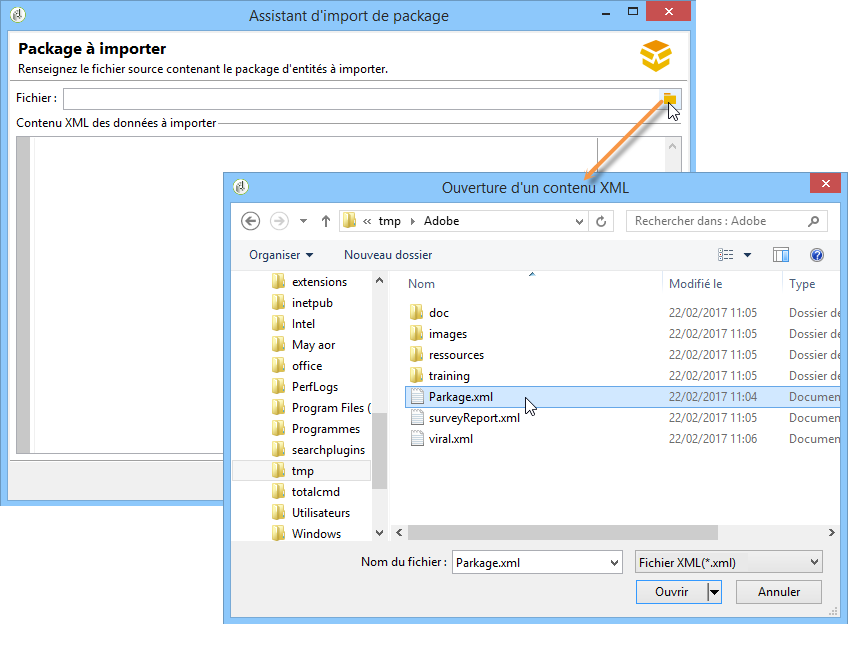 Assistant d'import de package
Package à importer
Renseignez le fichier source contenant le package d'entités à importer.
Fichier :
Contenu XML des données à importer
Ouverture d'un contenu XML
« tmp Adobe
Rechercher dans : Adobe
Organiser Nouveau dossier
extensions
inetpub
Intel
May aor
office
PerfLogs
Program Files (
Programmes
searchplugins
tmp
totalcmd
Utilisateurs
Windows
Nom Modifié le Type
doc 22/02/2017 11:05 Dossier de
images 22/02/2017 11:05 Dossier de
ressources 22/02/2017 11:05 Dossier de
training 22/02/2017 11:05 Dossier de
Parkage.xml 22/02/2017 11:04 Documen
surveyReport.xml 22/02/2017 11:05 Documen
viral.xml 22/02/2017 11:06 Documen
Nom du fichier : Parkage.xml Fichier XML(*.xml)
Ouvrir Annuler